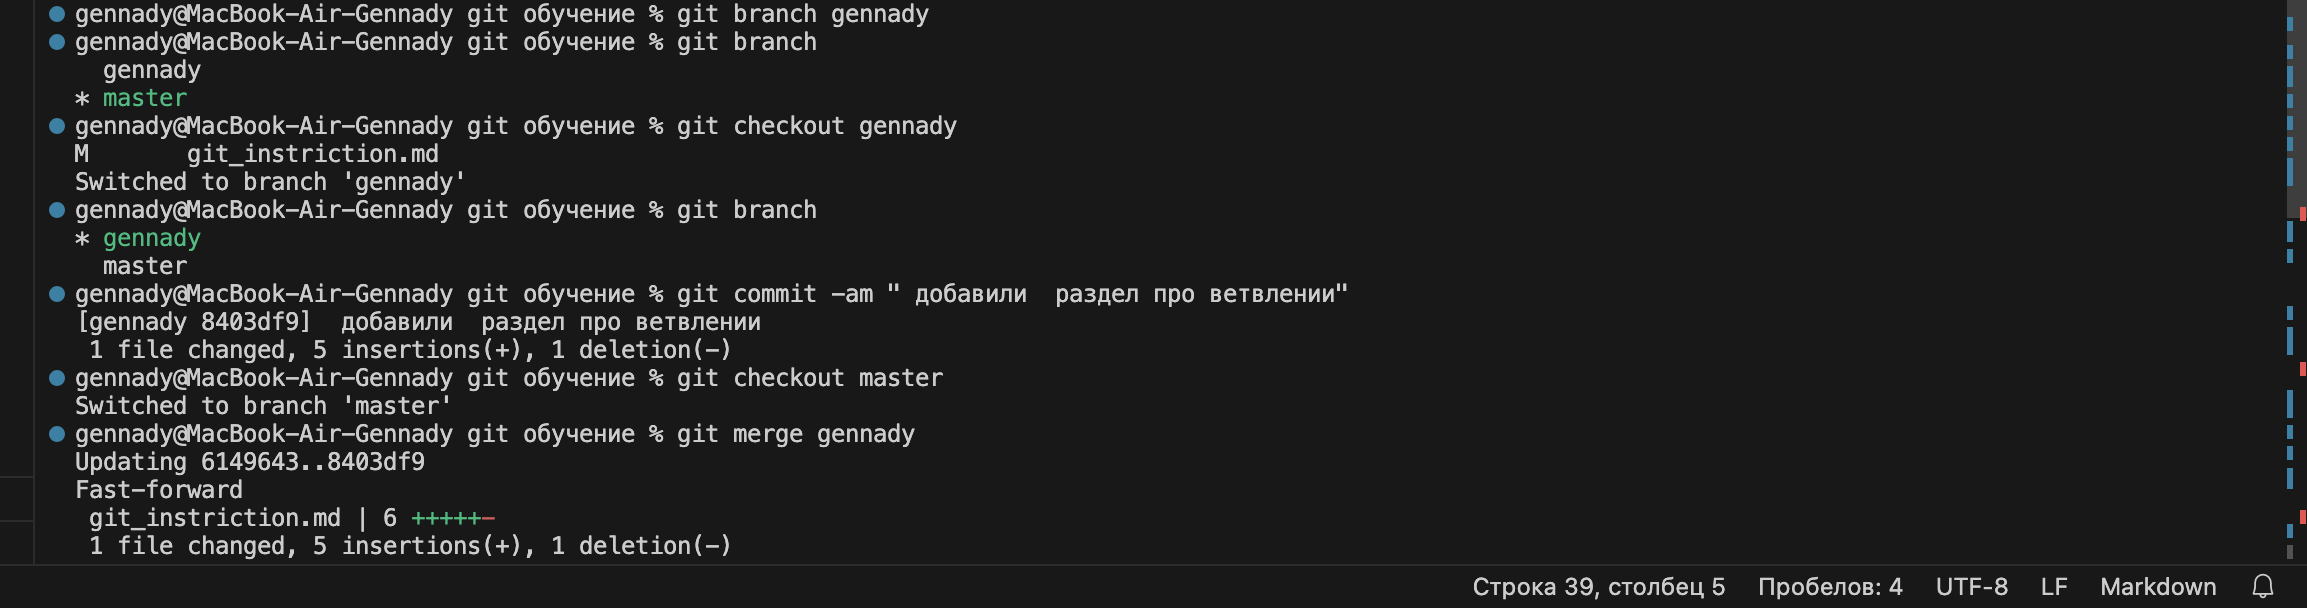 gennady@MacBook-Air-Gennady git обучение % git branch gennady
gennady@MacBook-Air-Gennady git обучение % git branch
  gennady
* master
gennady@MacBook-Air-Gennady git обучение % git checkout gennady
M       git_instriction.md
Switched to branch 'gennady'
gennady@MacBook-Air-Gennady git обучение % git branch
* gennady
  master
gennady@MacBook-Air-Gennady git обучение % git commit -am " добавили  раздел про ветвлении"
[gennady 8403df9]  добавили  раздел про ветвлении
 1 file changed, 5 insertions(+), 1 deletion(-)
gennady@MacBook-Air-Gennady git обучение % git checkout master
Switched to branch 'master'
gennady@MacBook-Air-Gennady git обучение % git merge gennady
Updating 6149643..8403df9
Fast-forward
 git_instriction.md | 6 +++++-
 1 file changed, 5 insertions(+), 1 deletion(-)
Строка 39, столбец 5 Пробелов: 4 UTF-8 LF Markdown